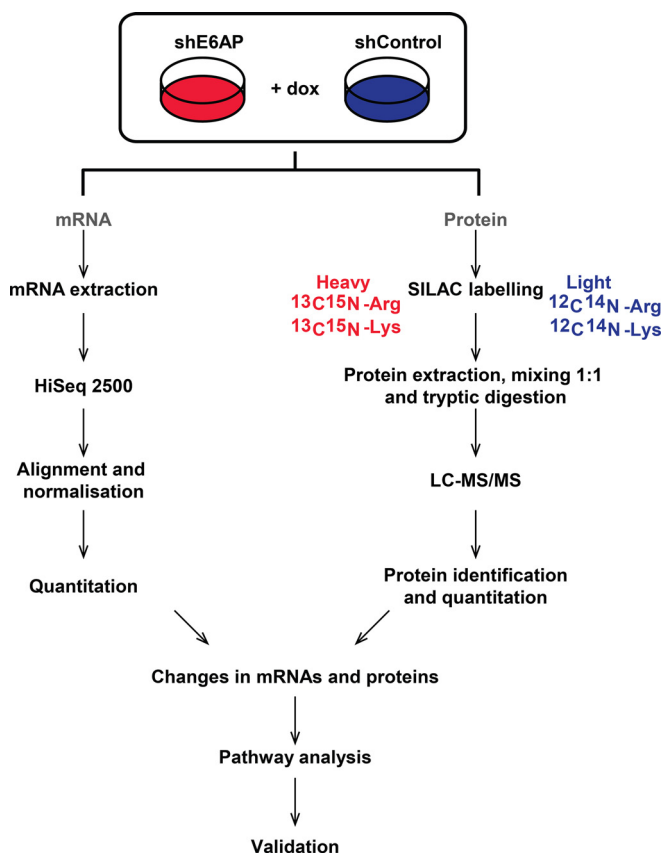 shE6AP
shControl
+ dox
mRNA
Protein
mRNA extraction
Heavy
13C15N-Arg
13C15N-Lys
SILAC labelling
Light
12C14N-Arg
12C14N-Lys
HiSeq 2500
Protein extraction, mixing 1:1
and tryptic digestion
Alignment and
normalisation
LC-MS/MS
Quantitation
Protein identification
and quantitation
Changes in mRNAs and proteins
Pathway analysis
Validation